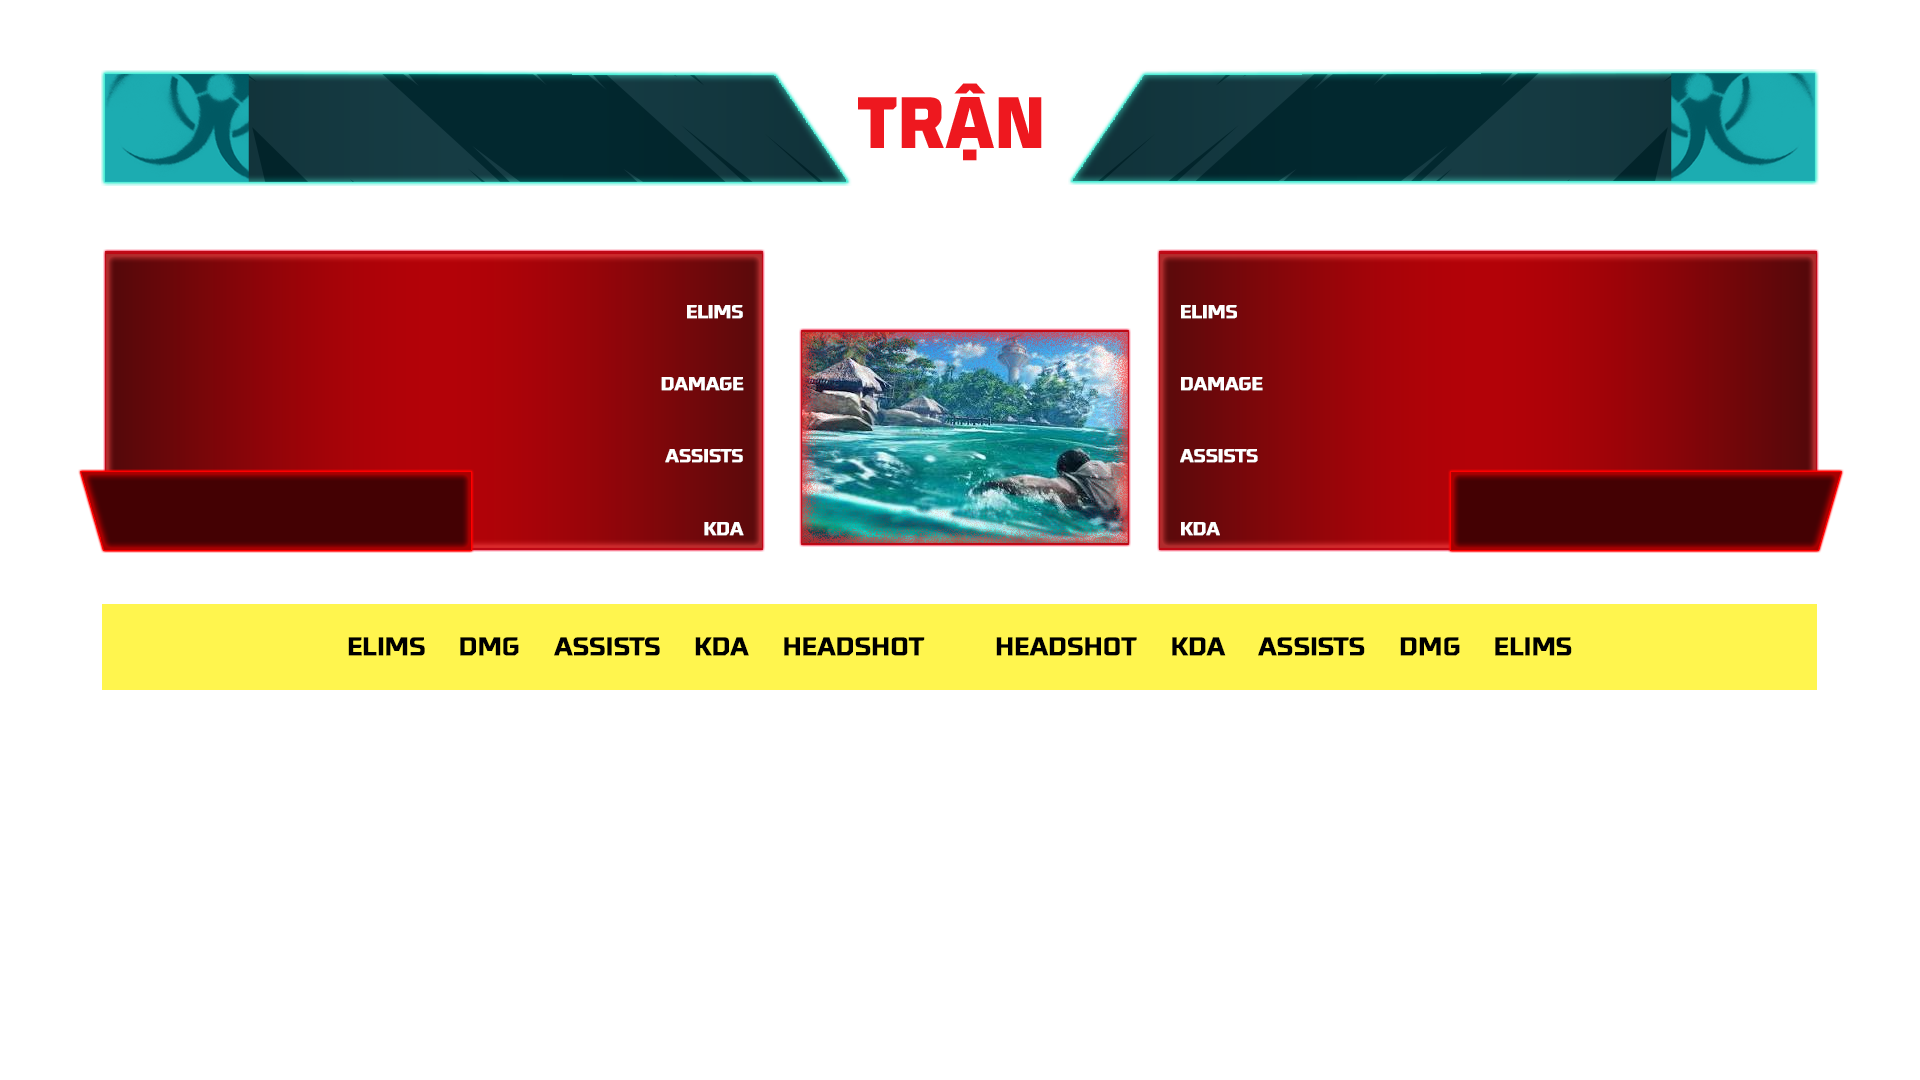 TRẬN
ELIMS ELIMS
DAMAGE DAMAGE
ASSISTS ASSISTS
KDA KDA
ELIMS DMG ASSISTS KDA HEADSHOT HEADSHOT KDA ASSISTS DMG ELIMS